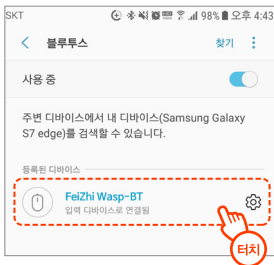 SKT 98% 오후 4:43
블루투스 찾기
사용 중
주변 디바이스에서 내 디바이스(Samsung Galaxy
S7 edge)를 검색할 수 있습니다.
등록된 디바이스
FeiZhi Wasp-BT
입력 디바이스로 연결됨
터치